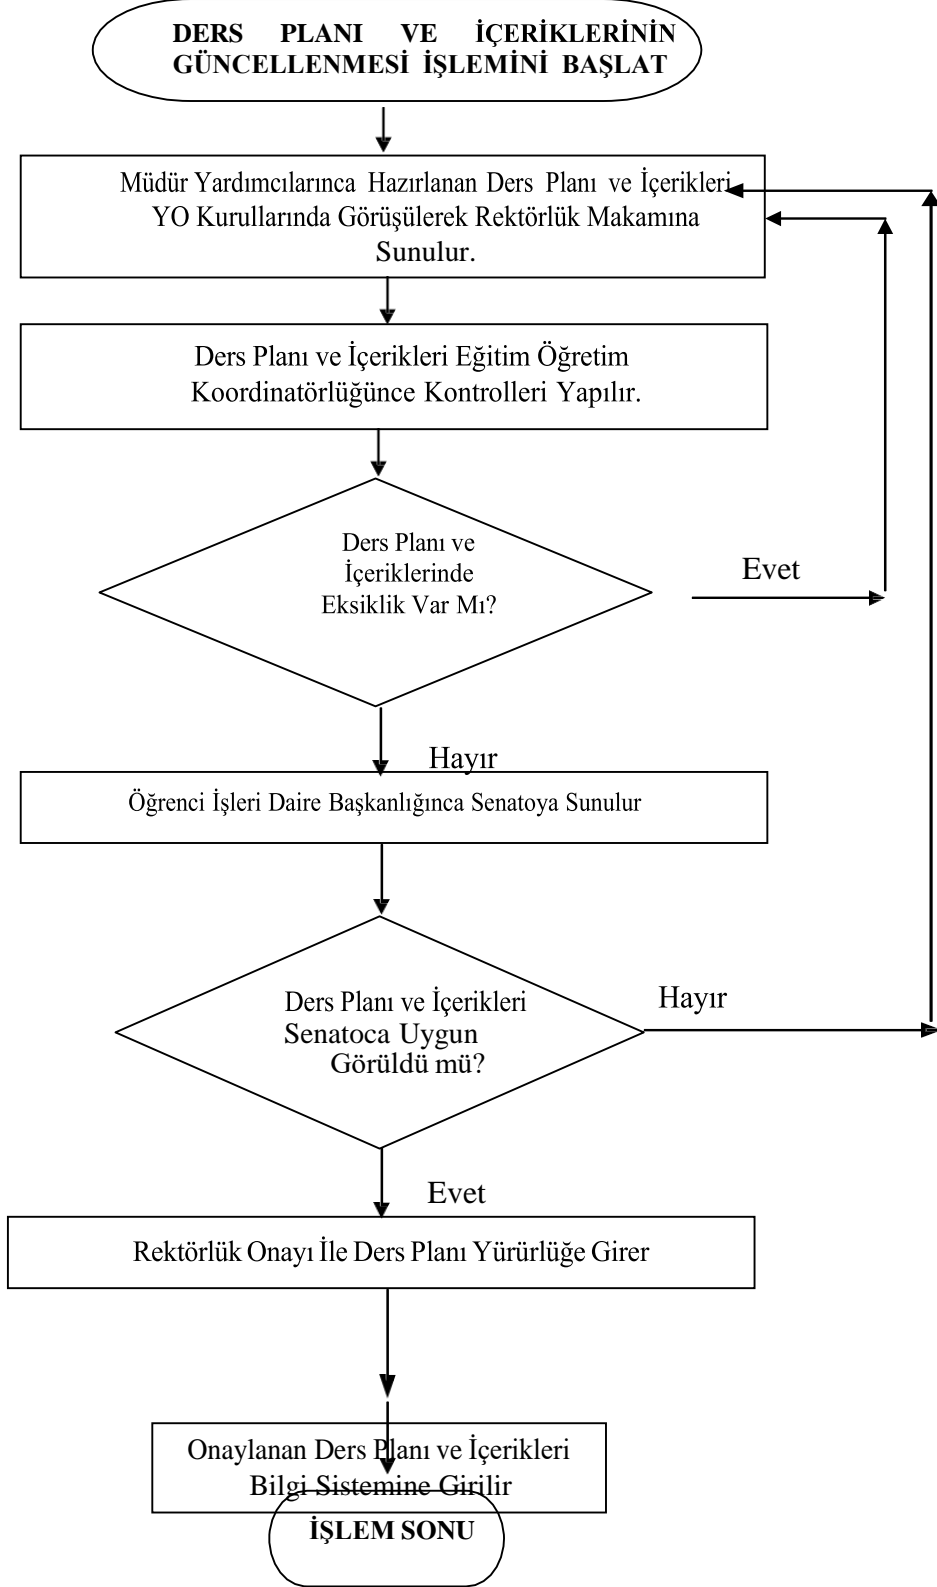 DERS PLANI VE İÇERİKLERİNİN
GÜNCELLENMESİ İŞLEMİNİ BAŞLAT
Müdür Yardımcılarınca Hazırlanan Ders Planı ve İçerikleri
YO Kurullarında Görüşülerek Rektörlük Makamına
Sunulur.
Ders Planı ve İçerikleri Eğitim Öğretim
Koordinatörlüğünce Kontrolleri Yapılır.
Ders Planı ve
İçeriklerinde
Eksiklik Var Mı?
Evet
Hayır
Öğrenci İşleri Daire Başkanlığınca Senatoya Sunulur
Ders Planı ve İçerikleri
Senatoca Uygun
Görüldü mü?
Hayır
Evet
Rektörlük Onayı İle Ders Planı Yürürlüğe Girer
Onaylanan Ders Planı ve İçerikleri
Bilgi Sistemine Girilir
İŞLEM SONU